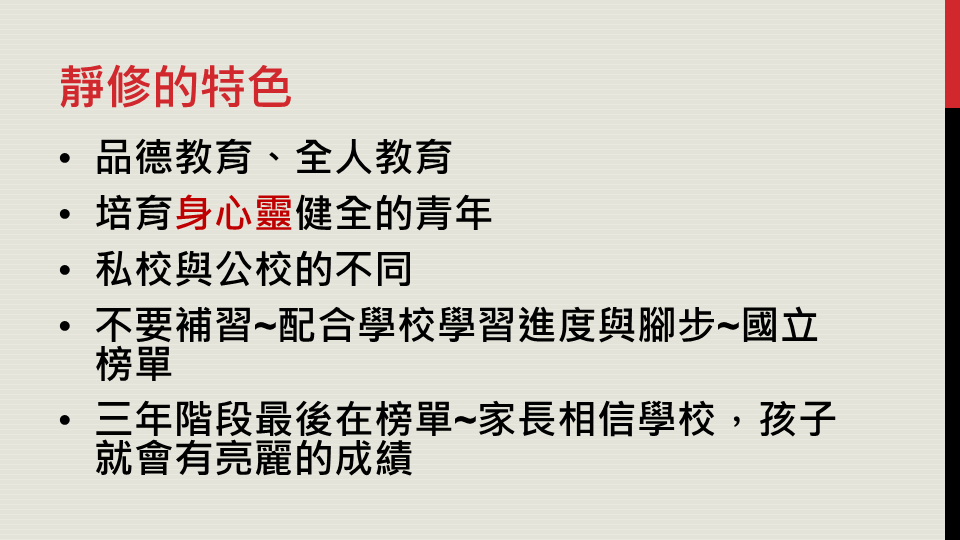 靜修的特色
• 品德教育、全人教育
• 培育身心靈健全的青年
• 私校與公校的不同
• 不要補習~配合學校學習進度與腳步~國立
榜單
• 三年階段最後在榜單~家長相信學校，孩子
就會有亮麗的成績